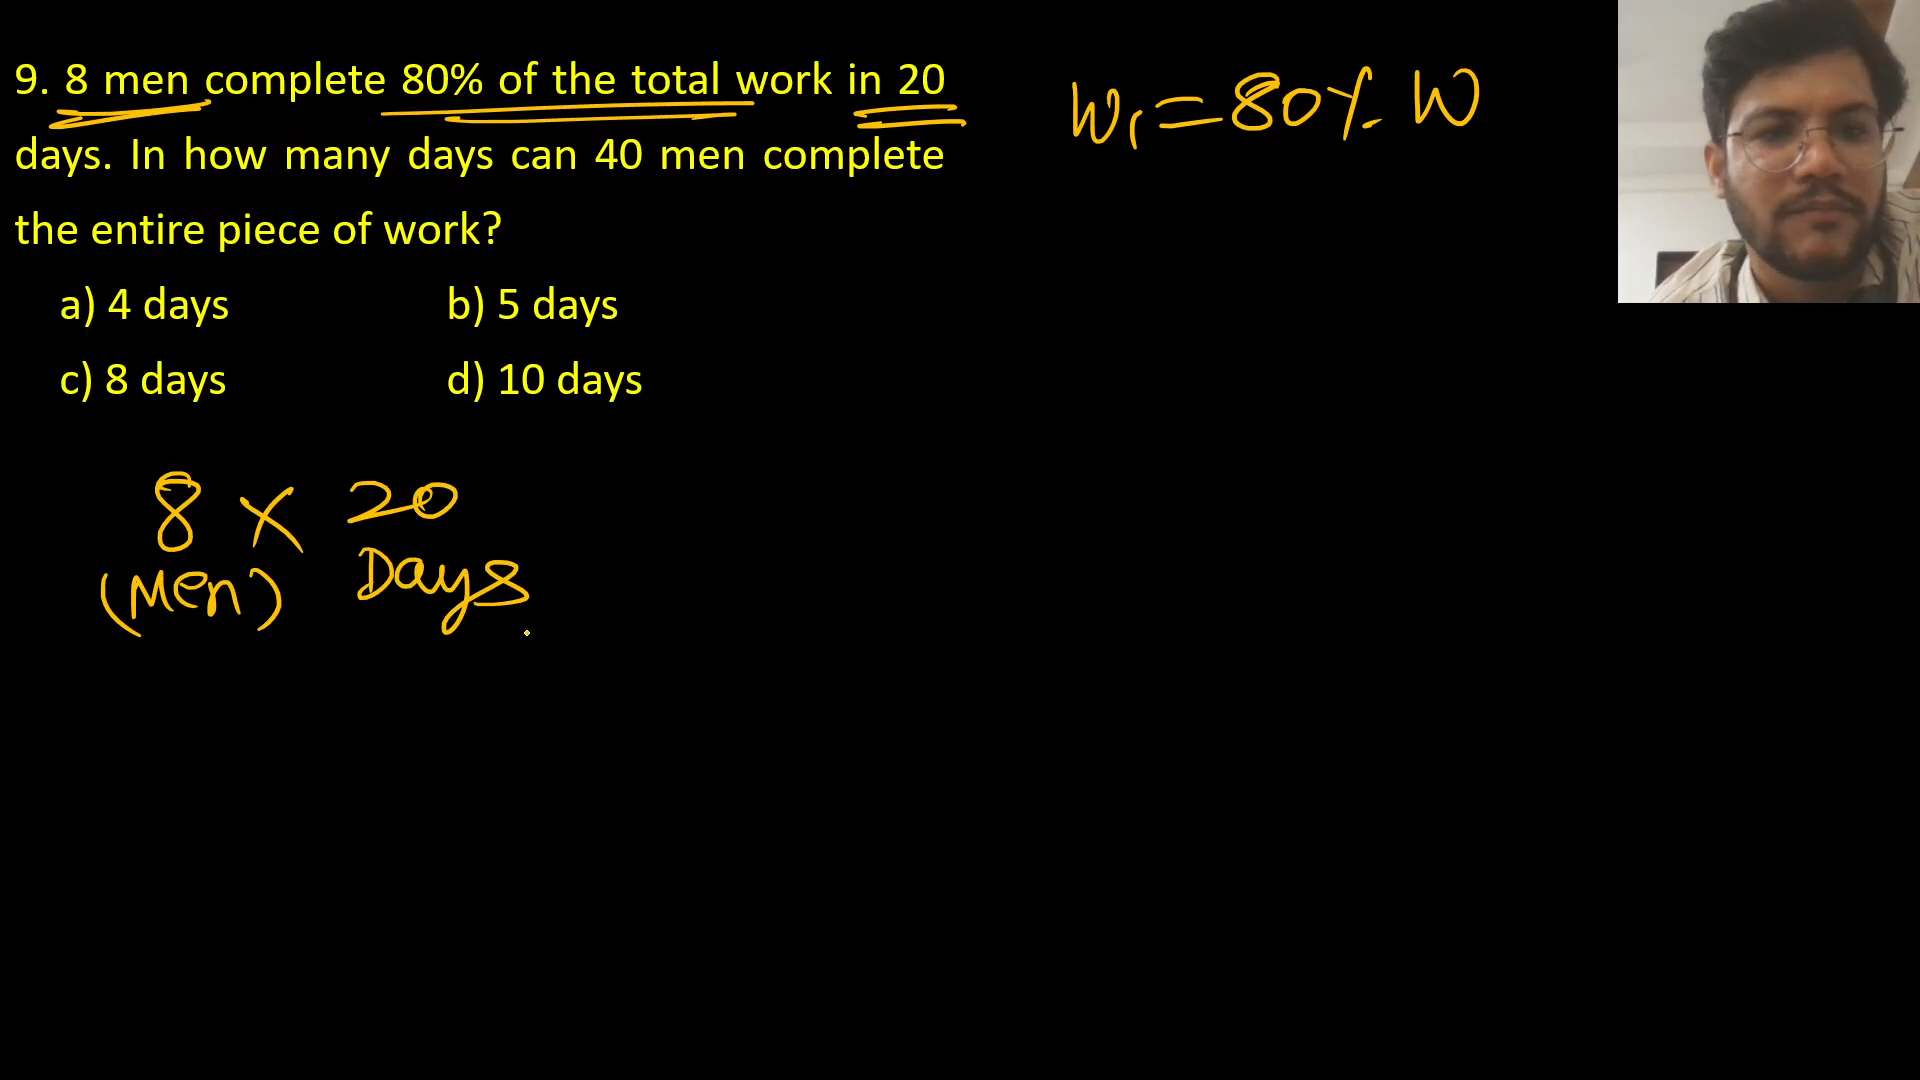 9. 8 men complete 80% of the total work in 20
days. In how many days can 40 men complete
the entire piece of work?
a) 4 days b) 5 days
c) 8 days d) 10 days
W₁ = 80% W
8 × 20
(Men) Days